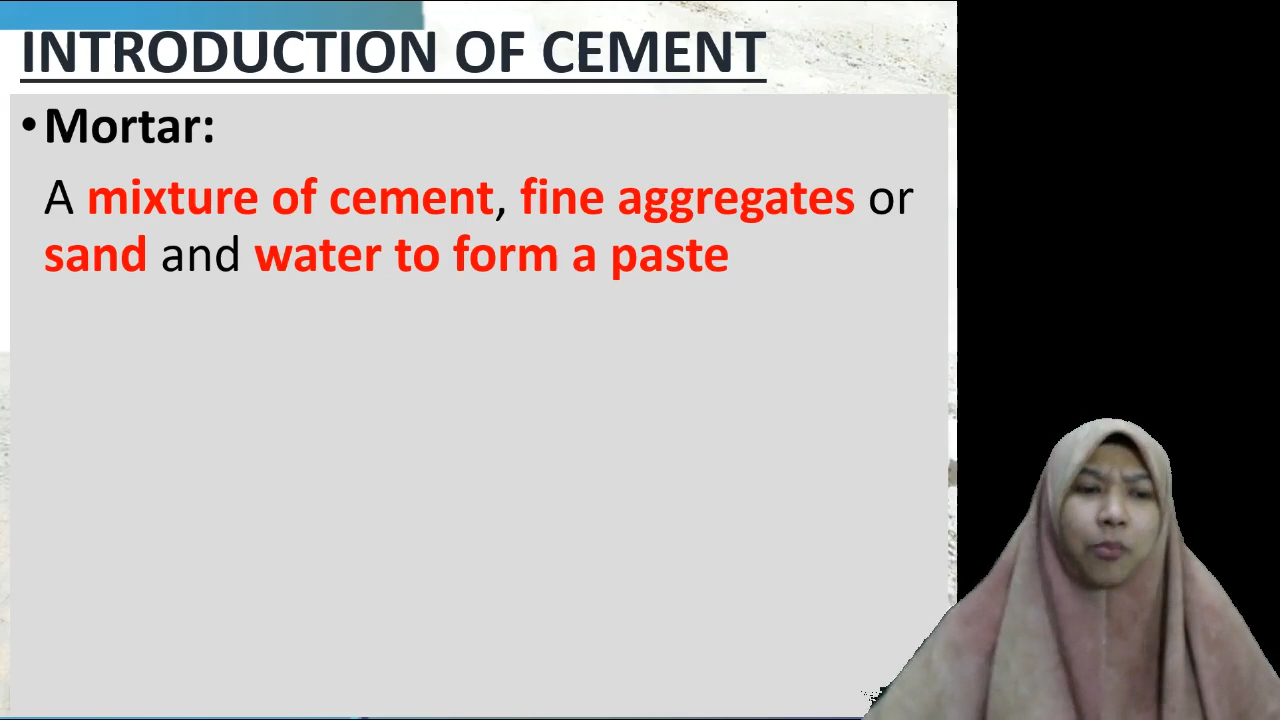 INTRODUCTION OF CEMENT
•Mortar:
A mixture of cement, fine aggregates or
sand and water to form a paste